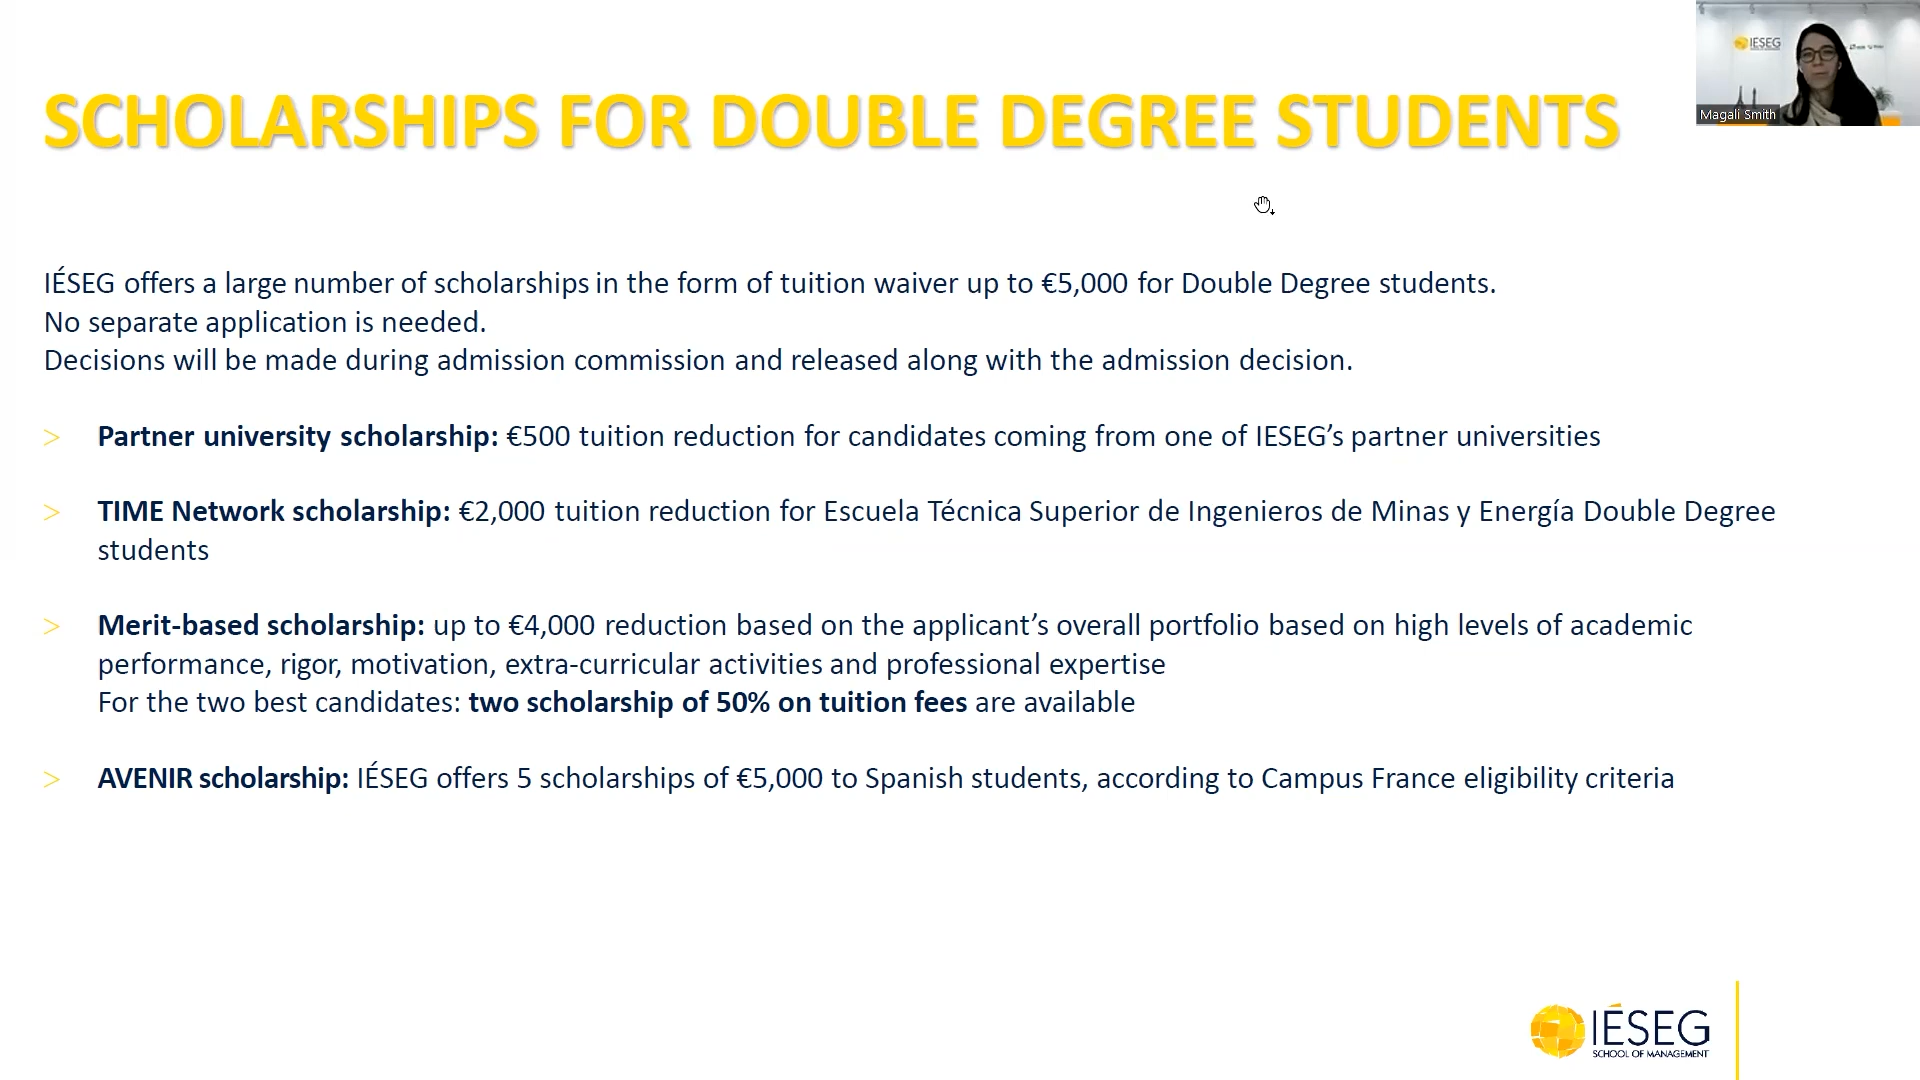 IÉSEG
Magali Smith
SCHOLARSHIPS FOR DOUBLE DEGREE STUDENTS
IÉSEG offers a large number of scholarships in the form of tuition waiver up to €5,000 for Double Degree students.
No separate application is needed.
Decisions will be made during admission commission and released along with the admission decision.
> Partner university scholarship: €500 tuition reduction for candidates coming from one of IESEG’s partner universities
> TIME Network scholarship: €2,000 tuition reduction for Escuela Técnica Superior de Ingenieros de Minas y Energía Double Degree
students
> Merit-based scholarship: up to €4,000 reduction based on the applicant’s overall portfolio based on high levels of academic
performance, rigor, motivation, extra-curricular activities and professional expertise
For the two best candidates: two scholarship of 50% on tuition fees are available
> AVENIR scholarship: IÉSEG offers 5 scholarships of €5,000 to Spanish students, according to Campus France eligibility criteria
IÉSEG
SCHOOL OF MANAGEMENT